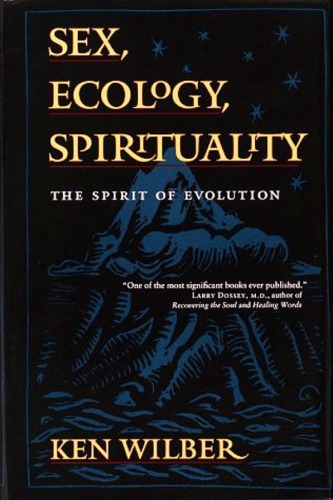 SEX,
ECOLOGY,
SPIRITUALITY
THE SPIRIT OF EVOLUTION
“One of the most significant books ever published.”
LARRY DOSSEY, M.D., author of
Recovering the Soul and Healing Words
KEN WILBER